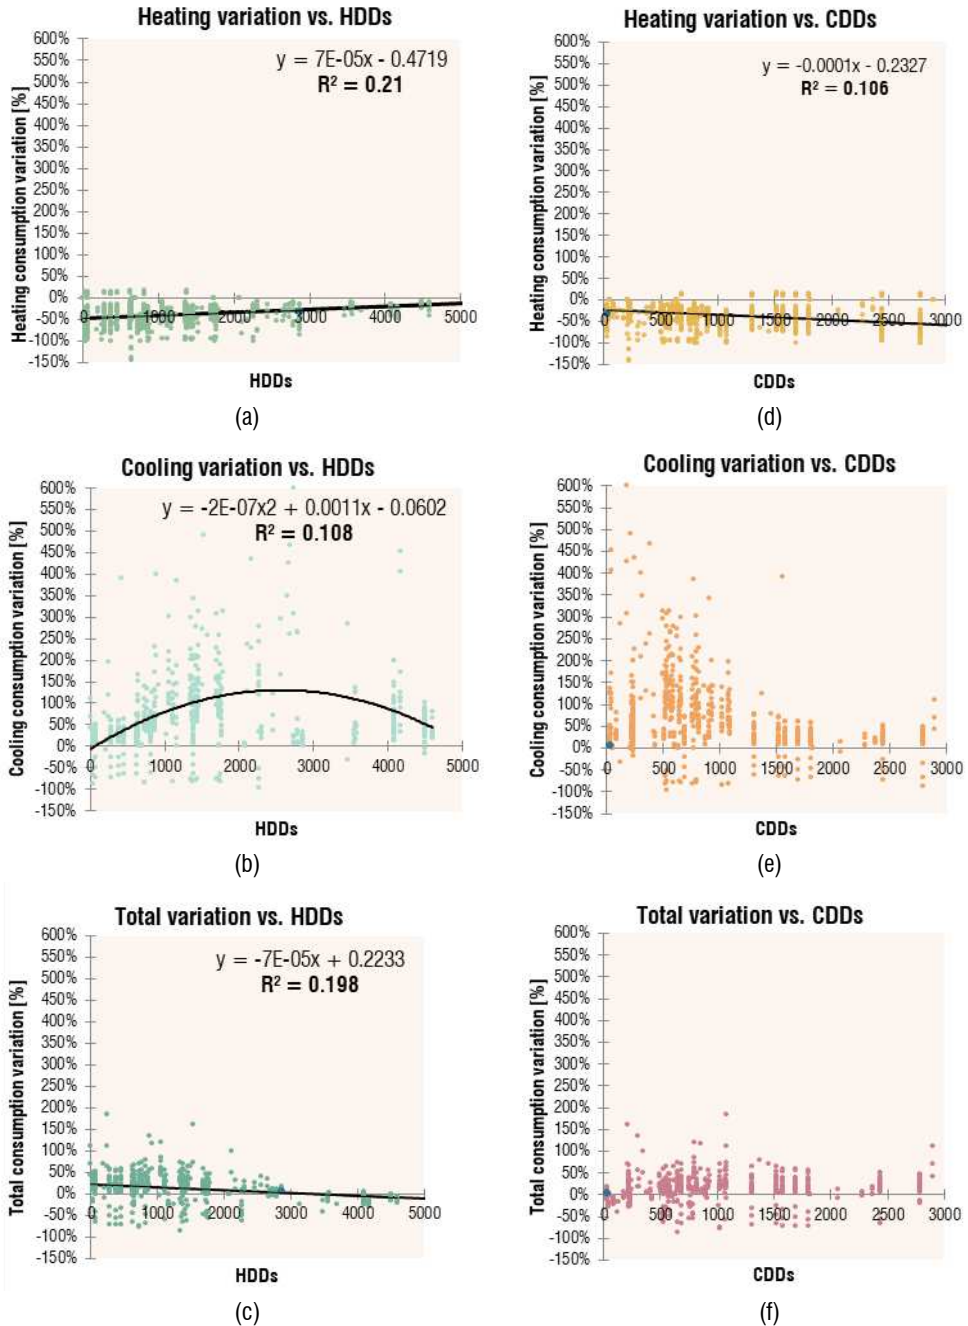 Heating variation vs. HDDs
y = 7E-05x - 0.4719
R² = 0.21
Heating consumption variation [%]
600%
550%
500%
450%
400%
350%
300%
250%
200%
150%
100%
50%
0%
-50%
-100%
-150%
0 1000 2000 3000 4000 5000
HDDs
(a)
Heating variation vs. CDDs
y = -0.0001x - 0.2327
R² = 0.106
Heating consumption variation [%]
600%
550%
500%
450%
400%
350%
300%
250%
200%
150%
100%
50%
0%
-50%
-100%
-150%
0 500 1000 1500 2000 2500 3000
CDDs
(d)
Cooling variation vs. HDDs
y = -2E-07x2 + 0.0011x - 0.0602
R² = 0.108
Cooling consumption variation [%]
600%
550%
500%
450%
400%
350%
300%
250%
200%
150%
100%
50%
0%
-50%
-100%
-150%
0 1000 2000 3000 4000 5000
HDDs
(b)
Cooling variation vs. CDDs
Cooling consumption variation [%]
600%
550%
500%
450%
400%
350%
300%
250%
200%
150%
100%
50%
0%
-50%
-100%
-150%
0 500 1000 1500 2000 2500 3000
CDDs
(e)
Total variation vs. HDDs
y = -7E-05x + 0.2233
R² = 0.198
Total consumption variation [%]
600%
550%
500%
450%
400%
350%
300%
250%
200%
150%
100%
50%
0%
-50%
-100%
-150%
0 1000 2000 3000 4000 5000
HDDs
(c)
Total variation vs. CDDs
Total consumption variation [%]
600%
550%
500%
450%
400%
350%
300%
250%
200%
150%
100%
50%
0%
-50%
-100%
-150%
0 500 1000 1500 2000 2500 3000
CDDs
(f)